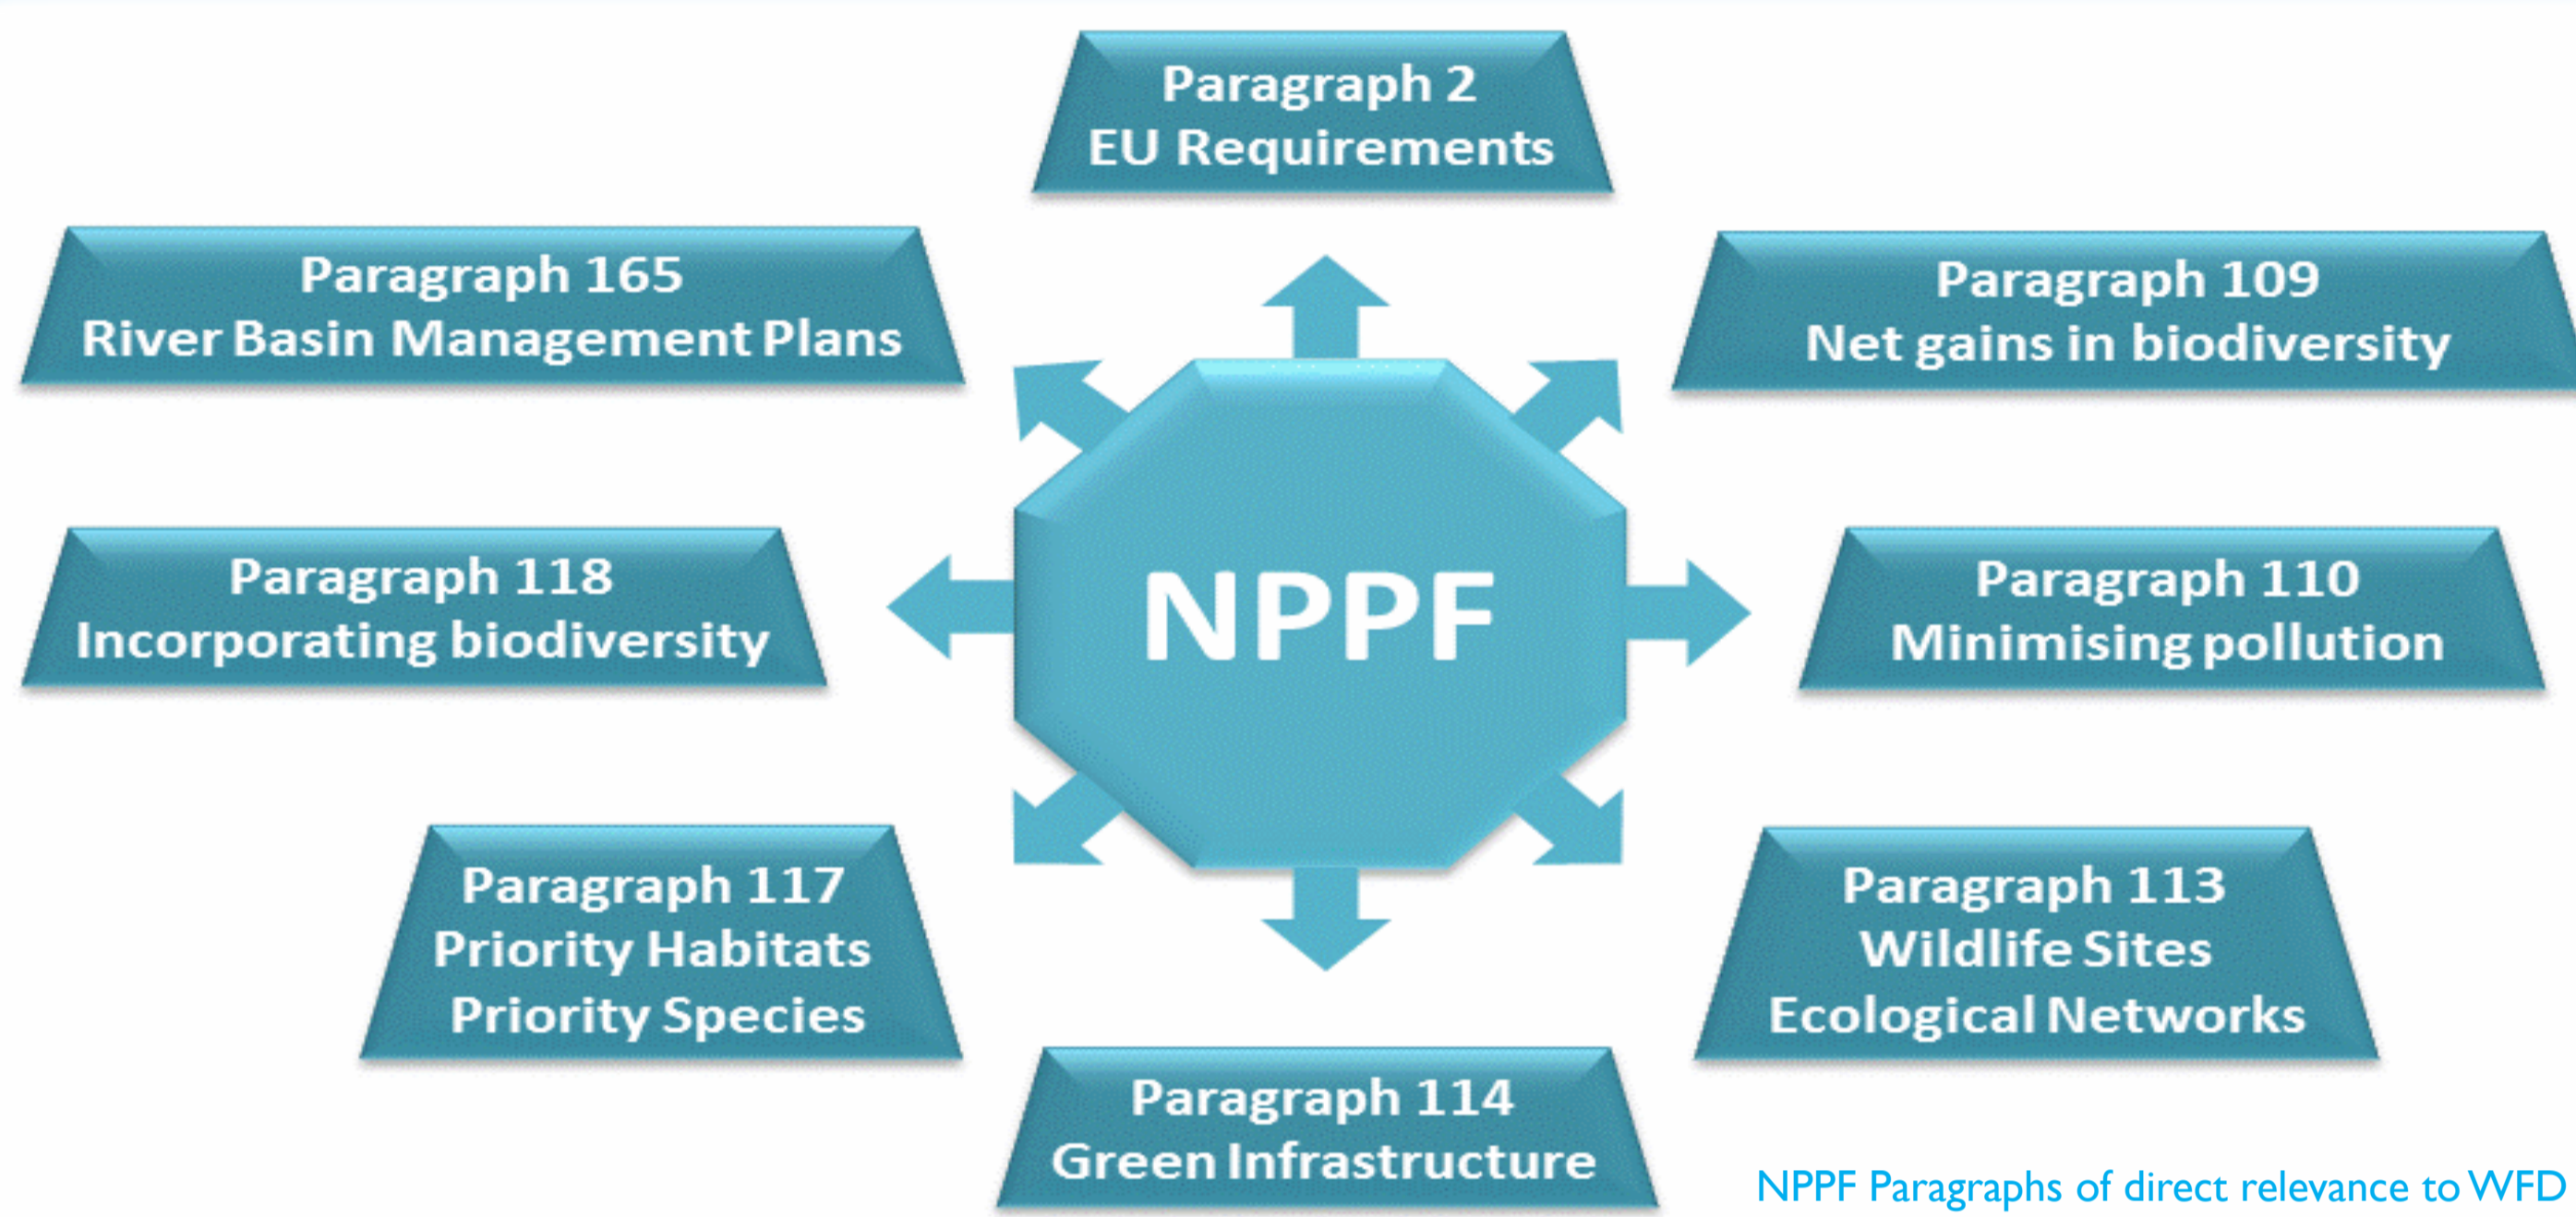 Paragraph 2
EU Requirements
Paragraph 165
River Basin Management Plans
Paragraph 109
Net gains in biodiversity
Paragraph 118
Incorporating biodiversity
NPPF
Paragraph 110
Minimising pollution
Paragraph 117
Priority Habitats
Priority Species
Paragraph 113
Wildlife Sites
Ecological Networks
Paragraph 114
Green Infrastructure
NPPF Paragraphs of direct relevance to WFD